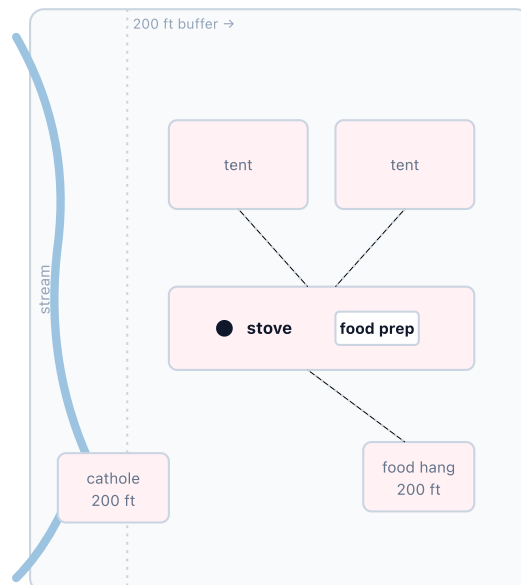 200 ft buffer →
tent
tent
stream
stove
food prep
cathole
200 ft
food hang
200 ft